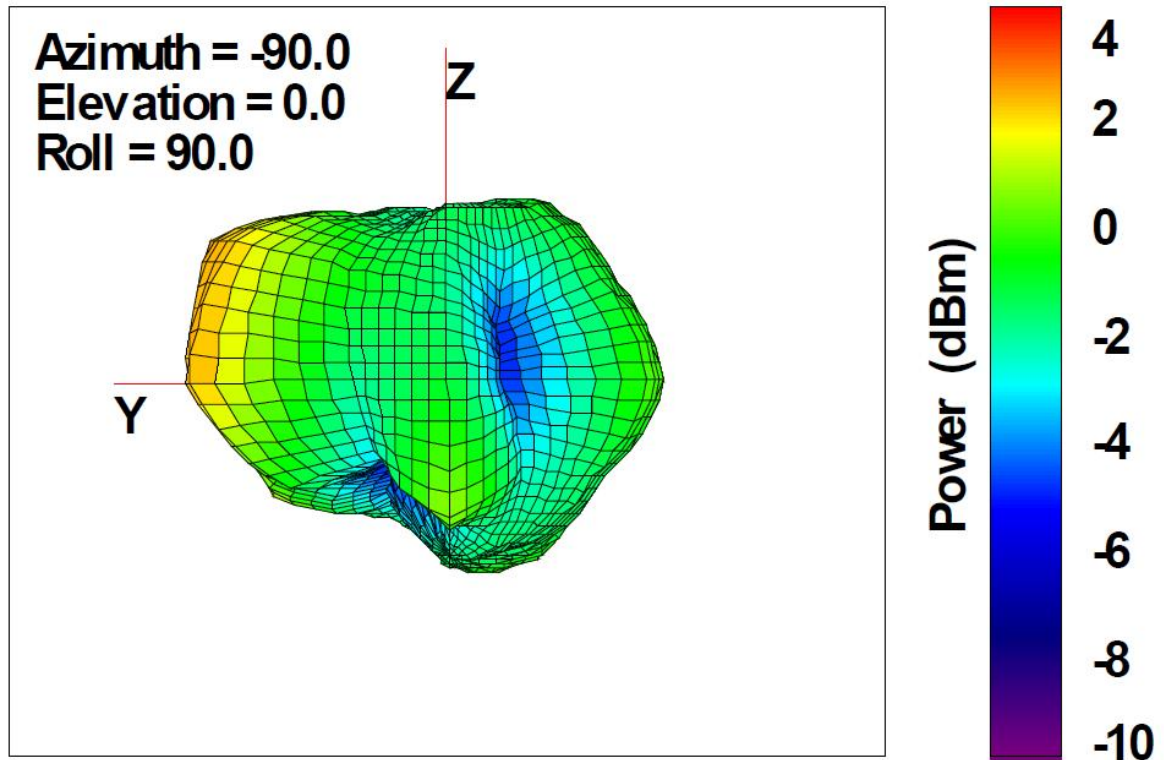 Azimuth = -90.0
Elevation = 0.0
Roll = 90.0
Z
Y
Power (dBm)
4
2
0
-2
-4
-6
-8
-10